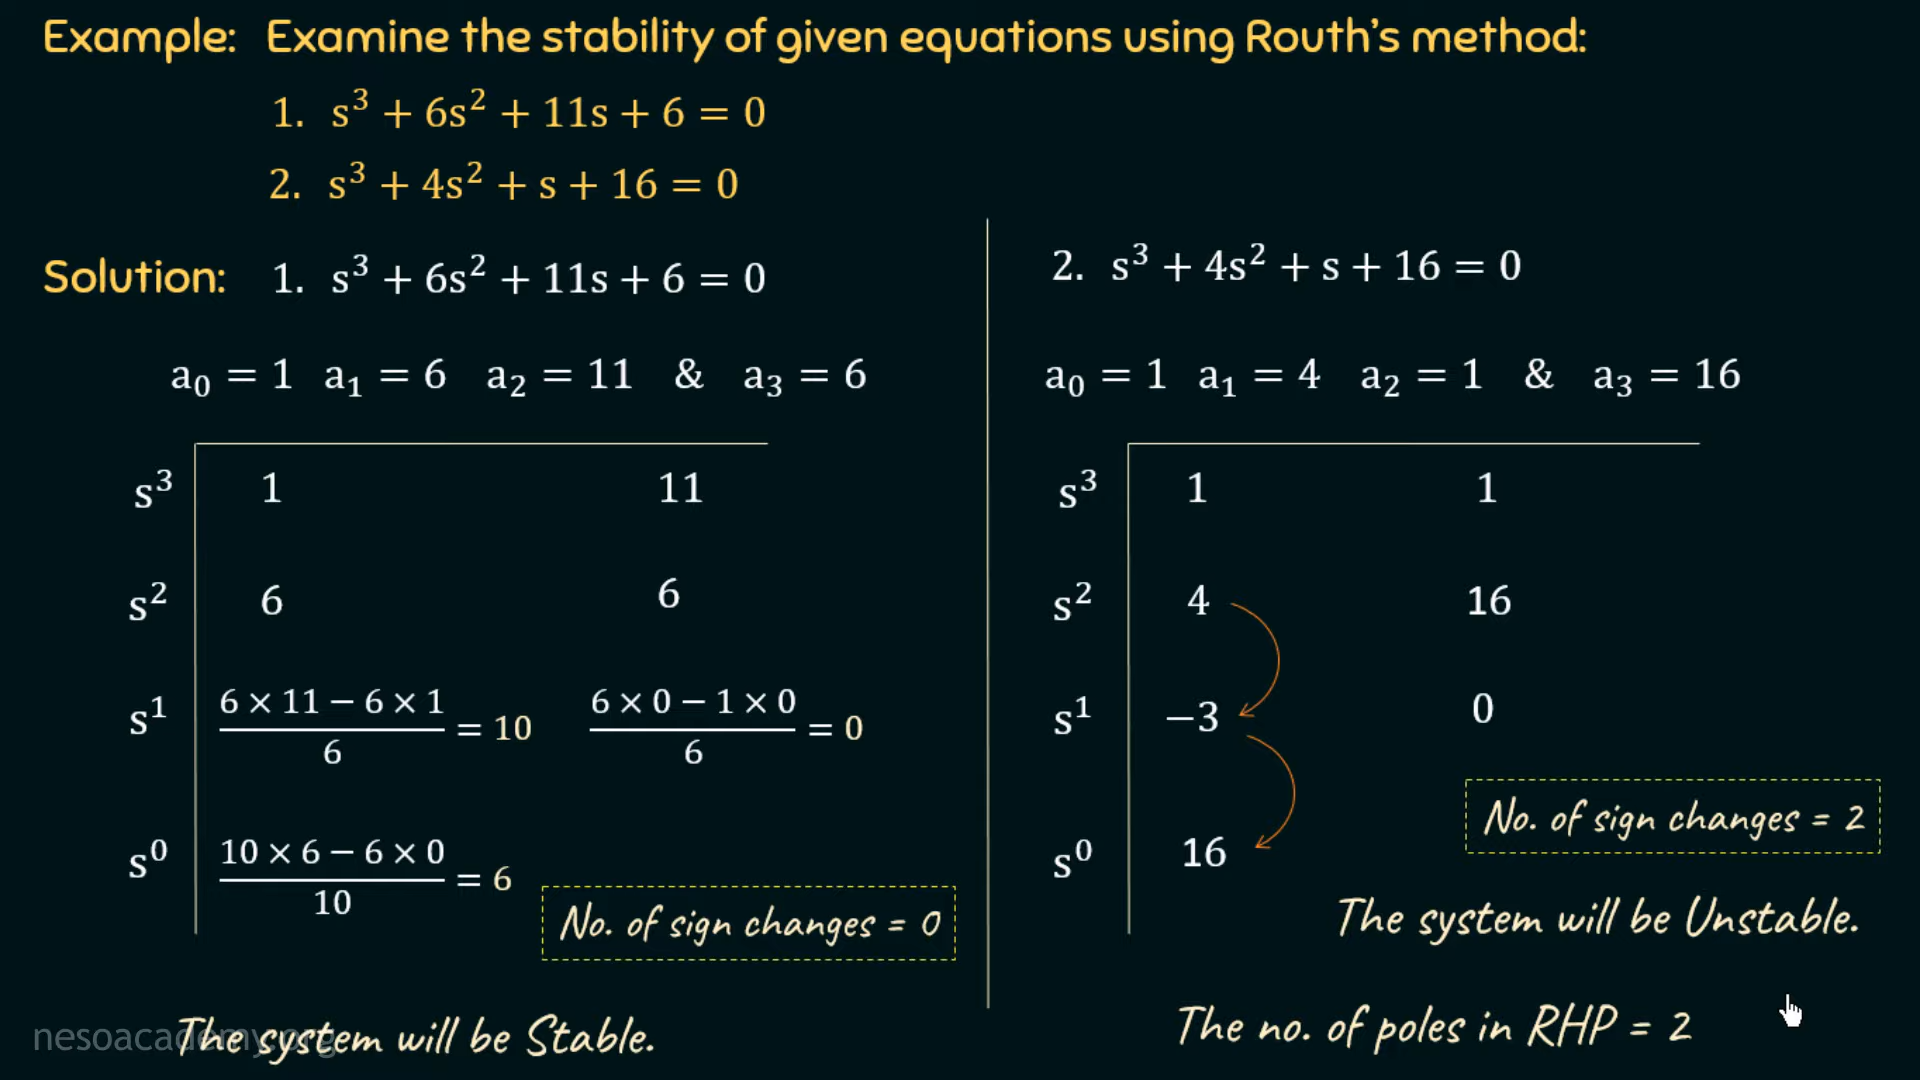 Example: Examine the stability of given equations using Routh's method:
1. s³ + 6s² + 11s + 6 = 0
2. s³ + 4s² + s + 16 = 0
Solution: 1. s³ + 6s² + 11s + 6 = 0
a₀ = 1 a₁ = 6 a₂ = 11 & a₃ = 6
s³ 1 11
s² 6 6
s¹ (6 × 11 − 6 × 1)/6 = 10 (6 × 0 − 1 × 0)/6 = 0
s⁰ (10 × 6 − 6 × 0)/10 = 6
No. of sign changes = 0
The system will be Stable.
nesoacademy.org
2. s³ + 4s² + s + 16 = 0
a₀ = 1 a₁ = 4 a₂ = 1 & a₃ = 16
s³ 1 1
s² 4 16
s¹ −3 0
s⁰ 16
No. of sign changes = 2
The system will be Unstable.
The no. of poles in RHP = 2